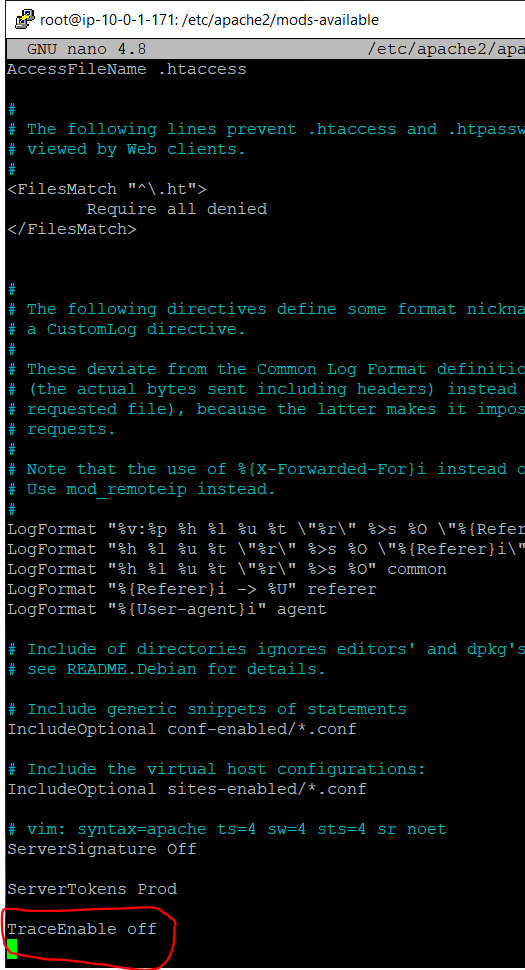 root@ip-10-0-1-171: /etc/apache2/mods-available
GNU nano 4.8 /etc/apache2/apa
AccessFileName .htaccess
#
# The following lines prevent .htaccess and .htpassw
# viewed by Web clients.
#
<FilesMatch "^\.ht">
Require all denied
</FilesMatch>
#
# The following directives define some format nickna
# a CustomLog directive.
#
# These deviate from the Common Log Format definitio
# (the actual bytes sent including headers) instead
# requested file), because the latter makes it impos
# requests.
#
# Note that the use of %{X-Forwarded-For}i instead o
# Use mod_remoteip instead.
#
LogFormat "%v:%p %h %l %u %t \"%r\" %>s %O \"%{Refer
LogFormat "%h %l %u %t \"%r\" %>s %O \"%{Referer}i\"
LogFormat "%h %l %u %t \"%r\" %>s %O" common
LogFormat "%{Referer}i -> %U" referer
LogFormat "%{User-agent}i" agent
# Include of directories ignores editors' and dpkg's
# see README.Debian for details.
# Include generic snippets of statements
IncludeOptional conf-enabled/*.conf
# Include the virtual host configurations:
IncludeOptional sites-enabled/*.conf
# vim: syntax=apache ts=4 sw=4 sts=4 sr noet
ServerSignature Off
ServerTokens Prod
TraceEnable off